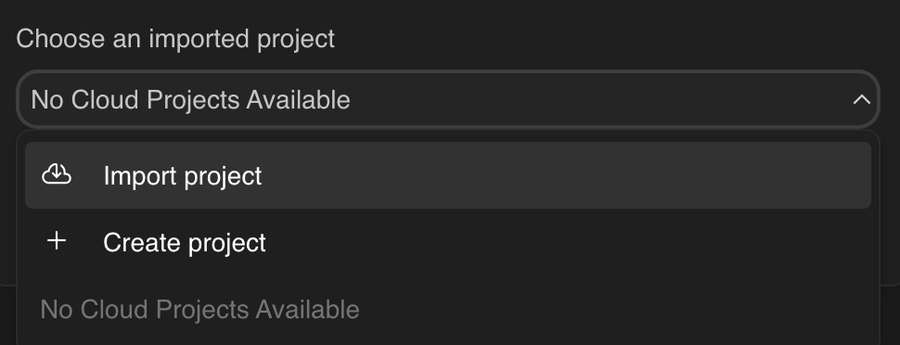 Choose an imported project
No Cloud Projects Available
Import project
Create project
No Cloud Projects Available